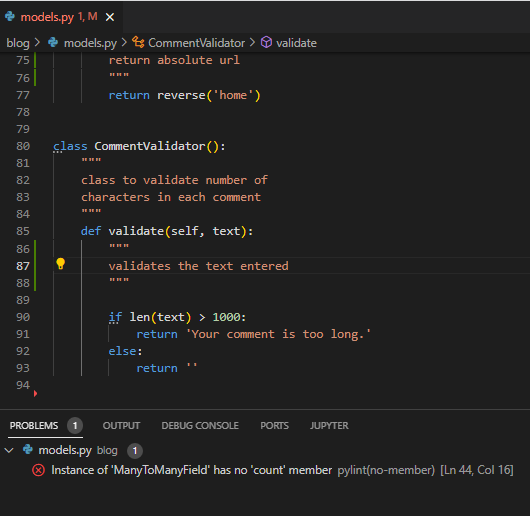 models.py 1, M ×
blog > models.py > CommentValidator > validate
75 return absolute url
76 """
77 return reverse('home')
78
79
80 class CommentValidator():
81 """
82 class to validate number of
83 characters in each comment
84 """
85 def validate(self, text):
86 """
87 validates the text entered
88 """
89
90 if len(text) > 1000:
91 return 'Your comment is too long.'
92 else:
93 return ''
94
PROBLEMS 1 OUTPUT DEBUG CONSOLE PORTS JUPYTER
models.py blog 1
Instance of 'ManyToManyField' has no 'count' member pylint(no-member) [Ln 44, Col 16]